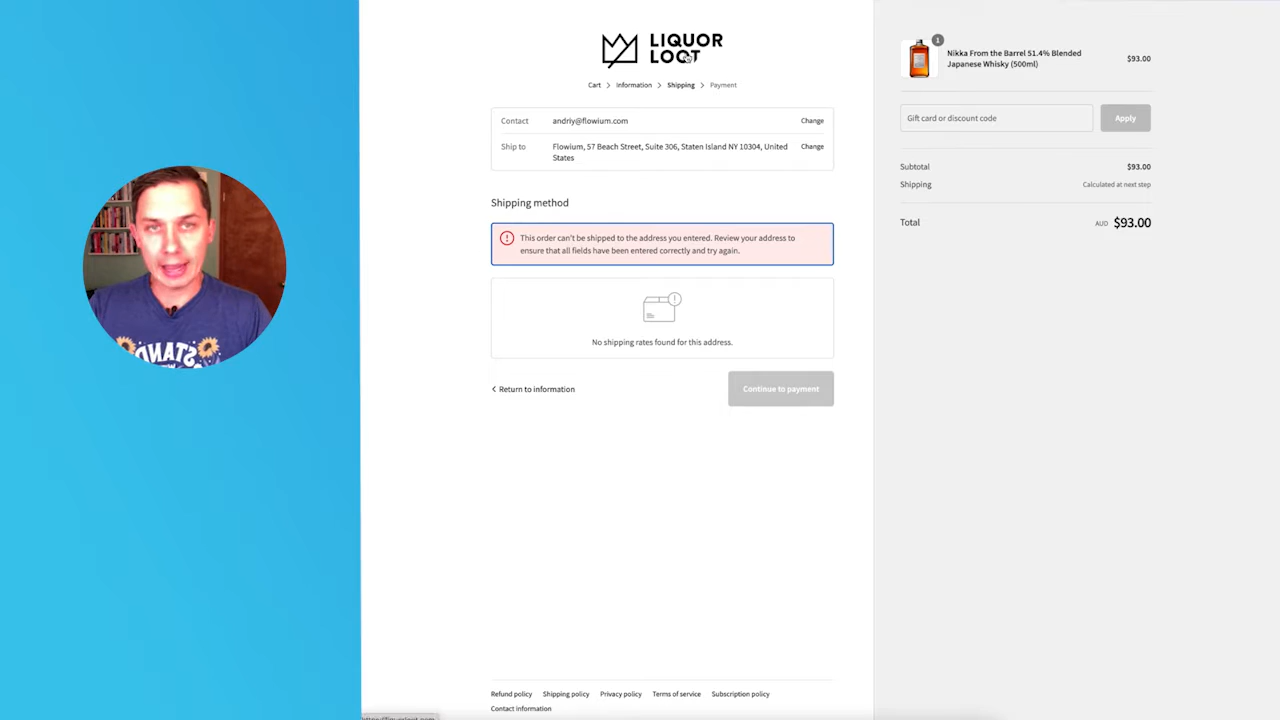 LIQUOR
LOOT
Cart > Information > Shipping > Payment
Contact andriy@flowium.com Change
Ship to Flowium, 57 Beach Street, Suite 306, Staten Island NY 10304, United
States
Change
Shipping method
This order can't be shipped to the address you entered. Review your address to
ensure that all fields have been entered correctly and try again.
No shipping rates found for this address.
Return to information
Continue to payment
Refund policy Shipping policy Privacy policy Terms of service Subscription policy
Contact information
1
Nikka From the Barrel 51.4% Blended
Japanese Whisky (500ml)
$93.00
Gift card or discount code
Apply
Subtotal $93.00
Shipping Calculated at next step
Total AUD $93.00